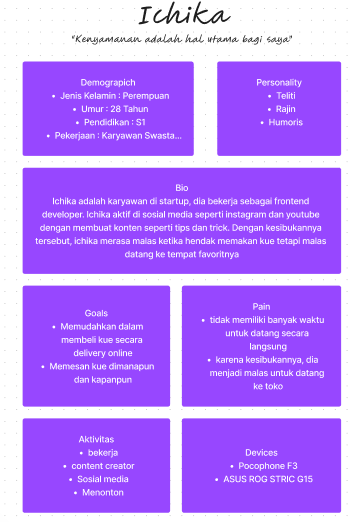 Ichika
"Kenyamanan adalah hal utama bagi saya"
Demograpich
• Jenis Kelamin : Perempuan
• Umur : 28 Tahun
• Pendidikan : S1
• Pekerjaan : Karyawan Swasta...
Personality
• Teliti
• Rajin
• Humoris
Bio
Ichika adalah karyawan di startup, dia bekerja sebagai frontend
developer. Ichika aktif di sosial media seperti instagram dan youtube
dengan membuat konten seperti tips dan trick. Dengan kesibukannya
tersebut, ichika merasa malas ketika hendak memakan kue tetapi malas
datang ke tempat favoritnya
Goals
• Memudahkan dalam
membeli kue secara
delivery online
• Memesan kue dimanapun
dan kapanpun
Pain
• tidak memiliki banyak waktu
untuk datang secara
langsung
• karena kesibukannya, dia
menjadi malas untuk datang
ke toko
Aktivitas
• bekerja
• content creator
• Sosial media
• Menonton
Devices
• Pocophone F3
• ASUS ROG STRIC G15